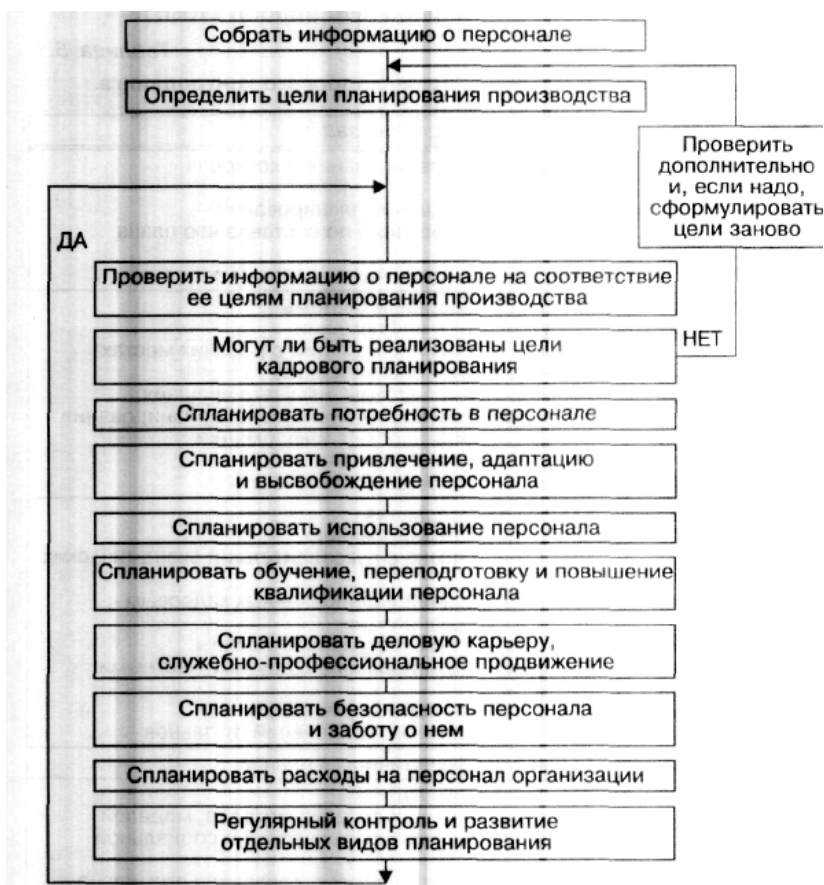 Собрать информацию о персонале
Определить цели планирования производства
Проверить
дополнительно
и, если надо,
сформулировать
цели заново
ДА
Проверить информацию о персонале на соответствие
ее целям планирования производства
Могут ли быть реализованы цели
кадрового планирования
НЕТ
Спланировать потребность в персонале
Спланировать привлечение, адаптацию
и высвобождение персонала
Спланировать использование персонала
Спланировать обучение, переподготовку и повышение
квалификации персонала
Спланировать деловую карьеру,
служебно-профессиональное продвижение
Спланировать безопасность персонала
и заботу о нем
Спланировать расходы на персонал организации
Регулярный контроль и развитие
отдельных видов планирования